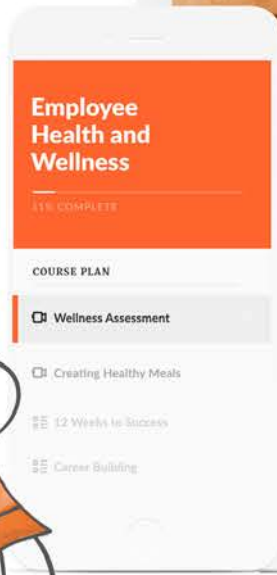 Employee
Health and
Wellness
11% COMPLETE
COURSE PLAN
Wellness Assessment
Creating Healthy Meals
12 Weeks to Success
Career Building